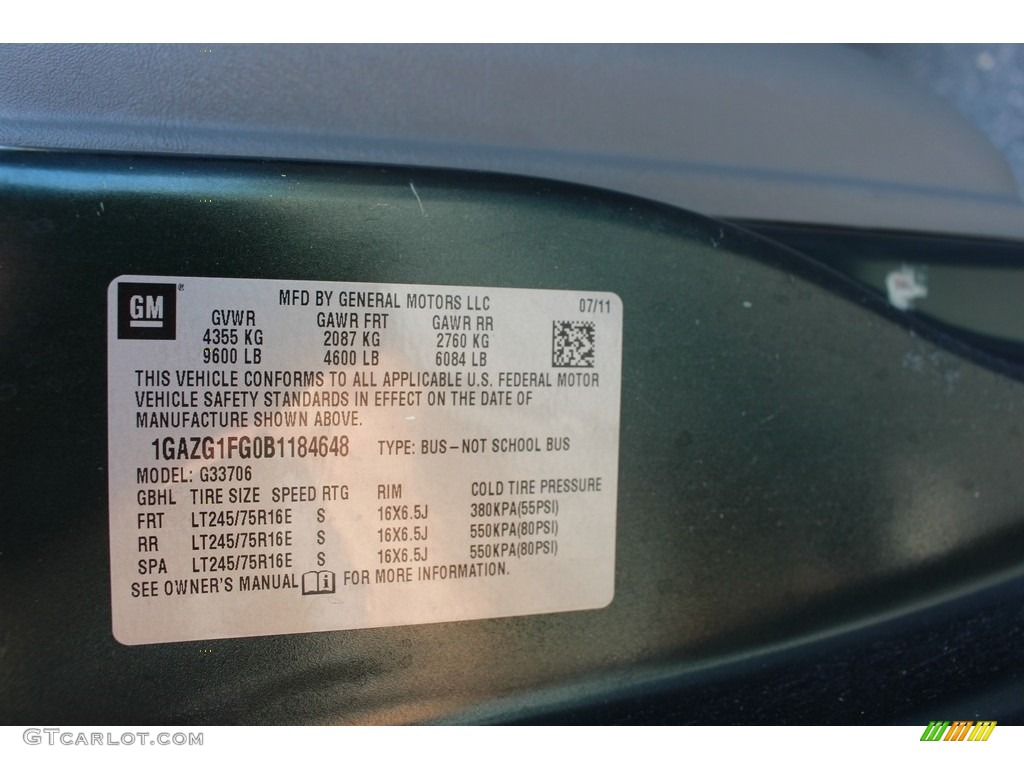 GM ® MFD BY GENERAL MOTORS LLC 07/11
GVWR GAWR FRT GAWR RR
4355 KG 2087 KG 2760 KG
9600 LB 4600 LB 6084 LB
THIS VEHICLE CONFORMS TO ALL APPLICABLE U.S. FEDERAL MOTOR
VEHICLE SAFETY STANDARDS IN EFFECT ON THE DATE OF
MANUFACTURE SHOWN ABOVE.
1GAZG1FG0B1184648 TYPE: BUS-NOT SCHOOL BUS
MODEL: G33706
GBHL TIRE SIZE SPEED RTG RIM COLD TIRE PRESSURE
FRT LT245/75R16E S 16X6.5J 380KPA(55PSI)
RR LT245/75R16E S 16X6.5J 550KPA(80PSI)
SPA LT245/75R16E S 16X6.5J 550KPA(80PSI)
SEE OWNER'S MANUAL FOR MORE INFORMATION.
GTCarLot.com